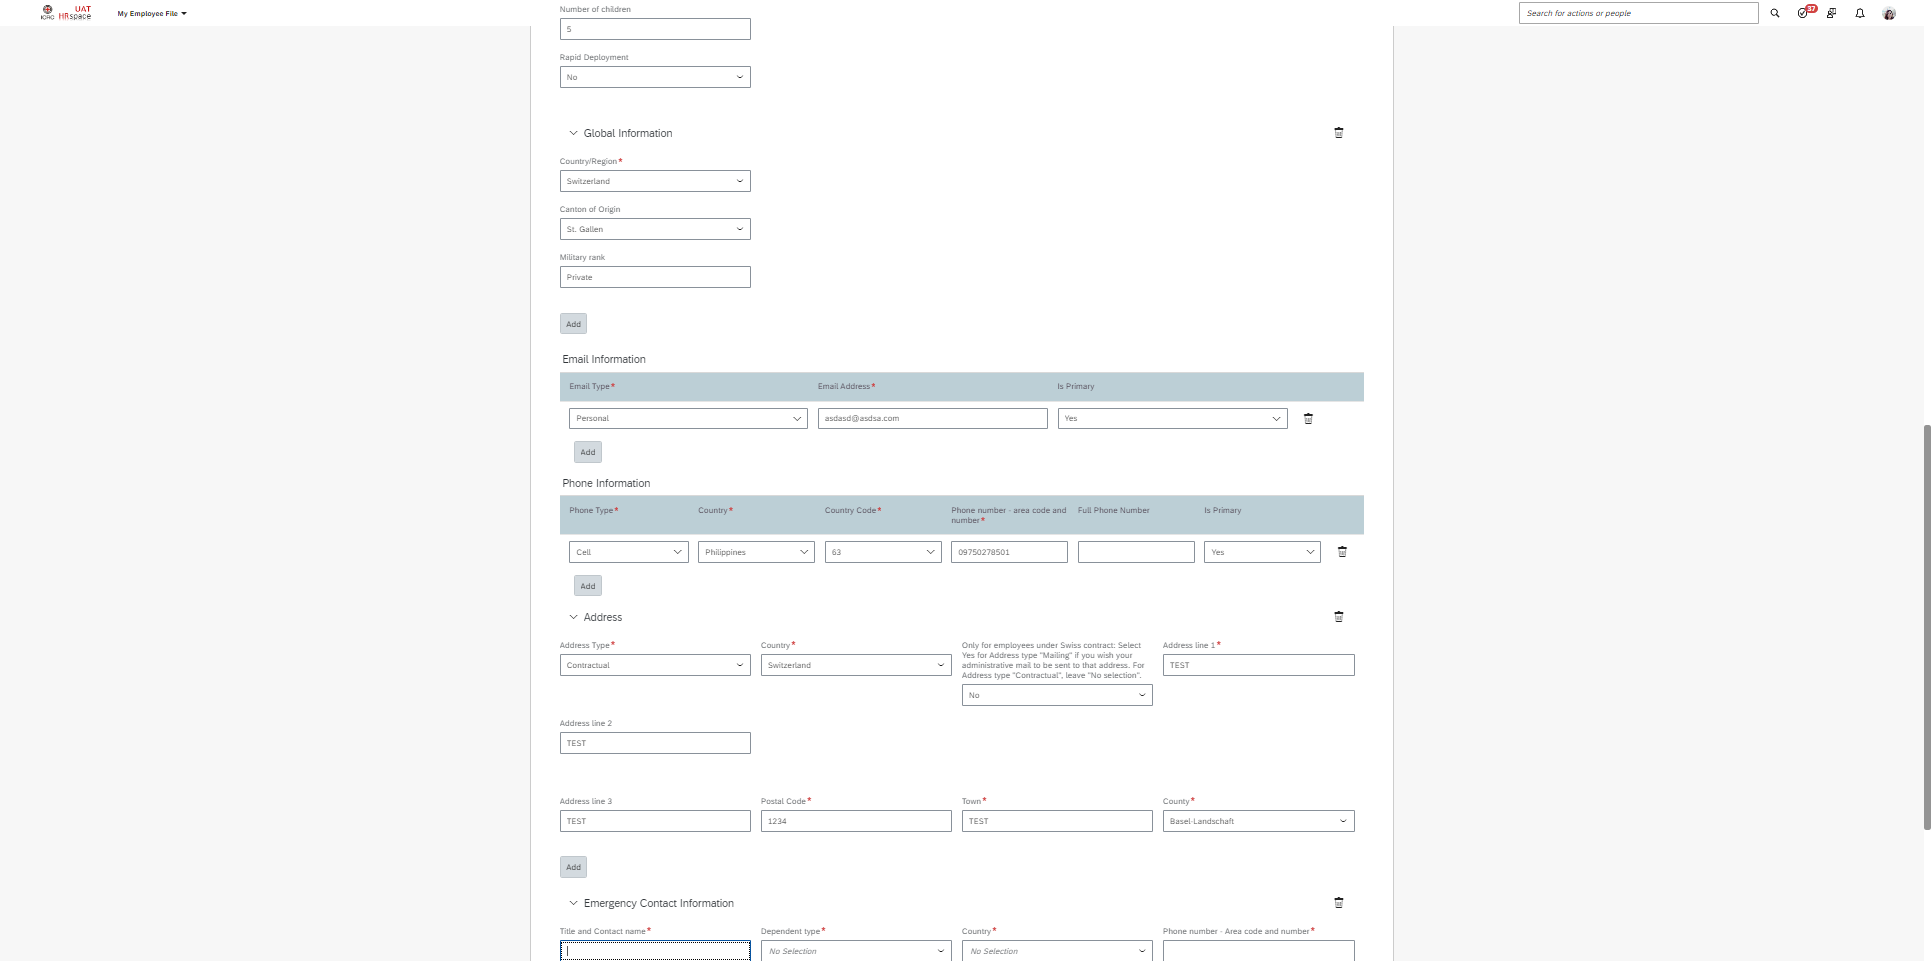 ICRC
UAT
HRspace
My Employee File
Search for actions or people
37
Number of children
5
Rapid Deployment
No
Global Information
Country/Region*
Switzerland
Canton of Origin
St. Gallen
Military rank
Private
Add
Email Information
Email Type* Email Address* Is Primary
Personal asdasd@asdsa.com Yes
Add
Phone Information
Phone Type* Country* Country Code* Phone number - area code and number* Full Phone Number Is Primary
Cell Philippines 63 09750278501 Yes
Add
Address
Address Type* Country* Only for employees under Swiss contract: Select Address line 1*
Yes for Address type "Mailing" if you wish your
administrative mail to be sent to that address. For
Address type "Contractual", leave "No selection".
Contractual Switzerland No TEST
Address line 2
TEST
Address line 3 Postal Code* Town* County*
TEST 1234 TEST Basel-Landschaft
Add
Emergency Contact Information
Title and Contact name* Dependent type* Country* Phone number - Area code and number*
No Selection No Selection